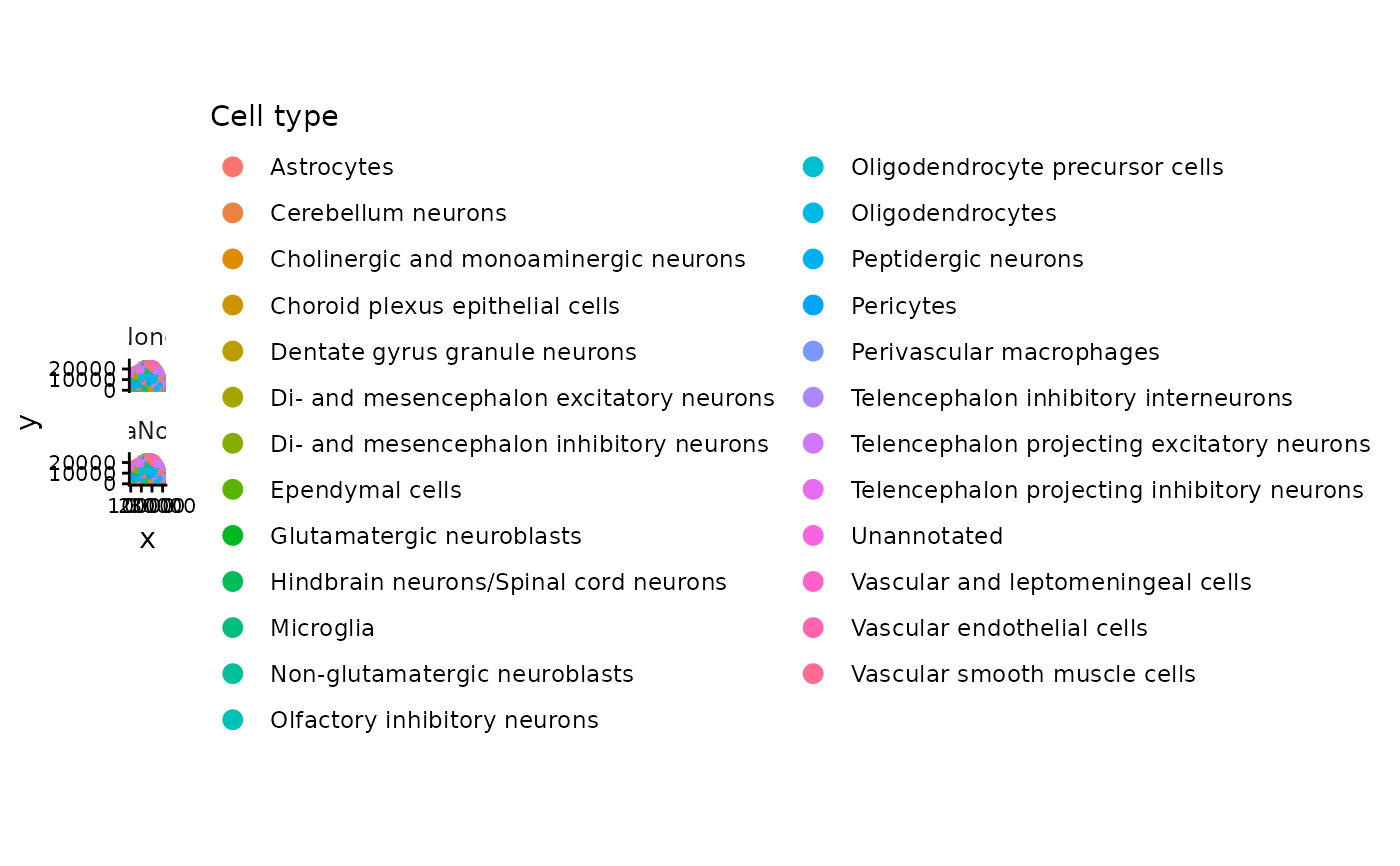 Cell type
Astrocytes
Cerebellum neurons
Cholinergic and monoaminergic neurons
Choroid plexus epithelial cells
Dentate gyrus granule neurons
Di- and mesencephalon excitatory neurons
Di- and mesencephalon inhibitory neurons
Ependymal cells
Glutamatergic neuroblasts
Hindbrain neurons/Spinal cord neurons
Microglia
Non-glutamatergic neuroblasts
Olfactory inhibitory neurons
Oligodendrocyte precursor cells
Oligodendrocytes
Peptidergic neurons
Pericytes
Perivascular macrophages
Telencephalon inhibitory interneurons
Telencephalon projecting excitatory neurons
Telencephalon projecting inhibitory neurons
Unannotated
Vascular and leptomeningeal cells
Vascular endothelial cells
Vascular smooth muscle cells
20000
10000
0
y
aNo
20000
10000
0
x